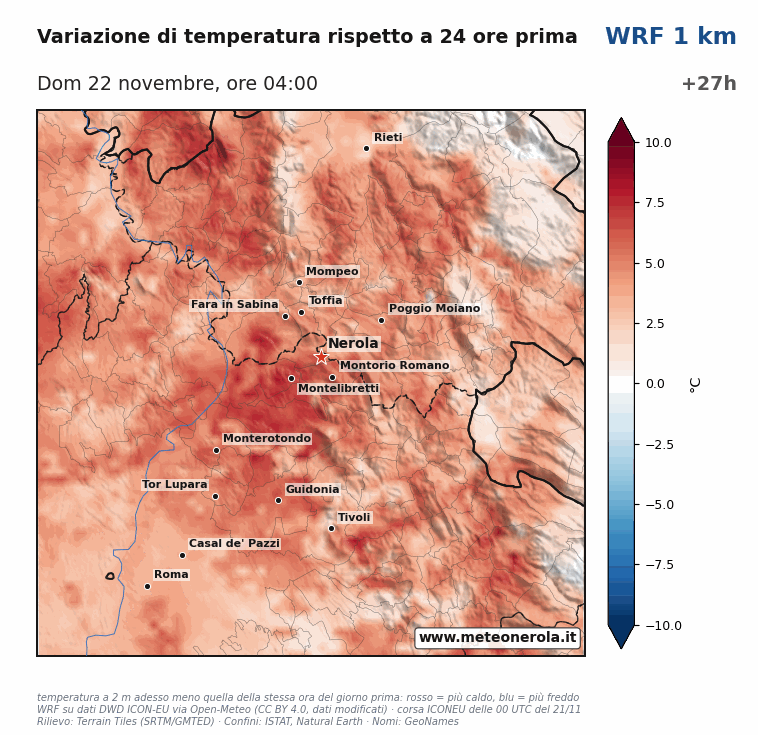 Variazione di temperatura rispetto a 24 ore prima
WRF 1 km
Dom 22 novembre, ore 04:00
+27h
Rieti
Mompeo
Fara in Sabina
Toffia
Poggio Moiano
Nerola
Montorio Romano
Montelibretti
Monterotondo
Tor Lupara
Guidonia
Tivoli
Casal de' Pazzi
Roma
www.meteonerola.it
10.0
7.5
5.0
2.5
0.0
−2.5
−5.0
−7.5
−10.0
°C
temperatura a 2 m adesso meno quella della stessa ora del giorno prima: rosso = più caldo, blu = più freddo
WRF su dati DWD ICON-EU via Open-Meteo (CC BY 4.0, dati modificati) · corsa ICONEU delle 00 UTC del 21/11
Rilievo: Terrain Tiles (SRTM/GMTED) · Confini: ISTAT, Natural Earth · Nomi: GeoNames